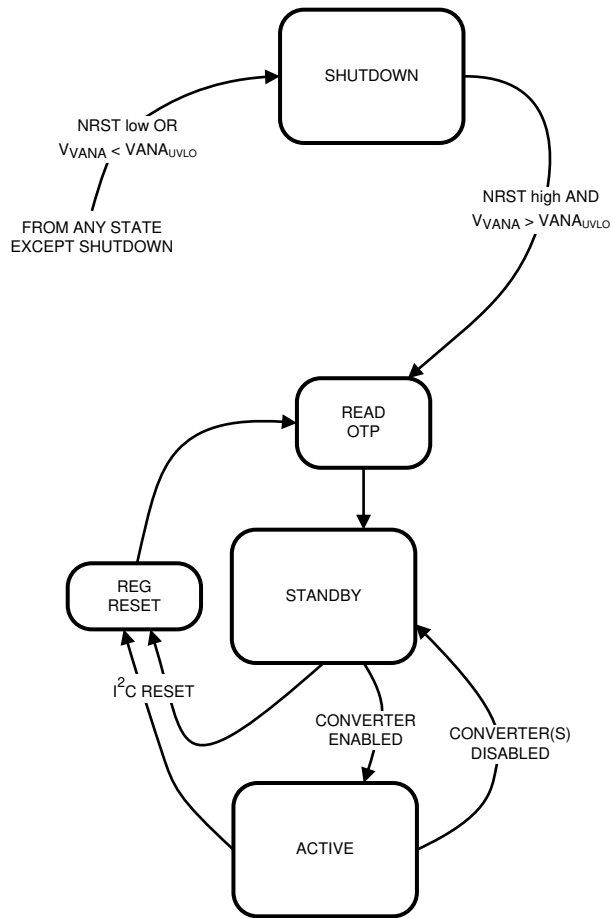 SHUTDOWN
NRST low OR
V_VANA < VANA_UVLO
FROM ANY STATE
EXCEPT SHUTDOWN
NRST high AND
V_VANA > VANA_UVLO
READ
OTP
REG
RESET
STANDBY
I²C RESET
CONVERTER
ENABLED
CONVERTER(S)
DISABLED
ACTIVE